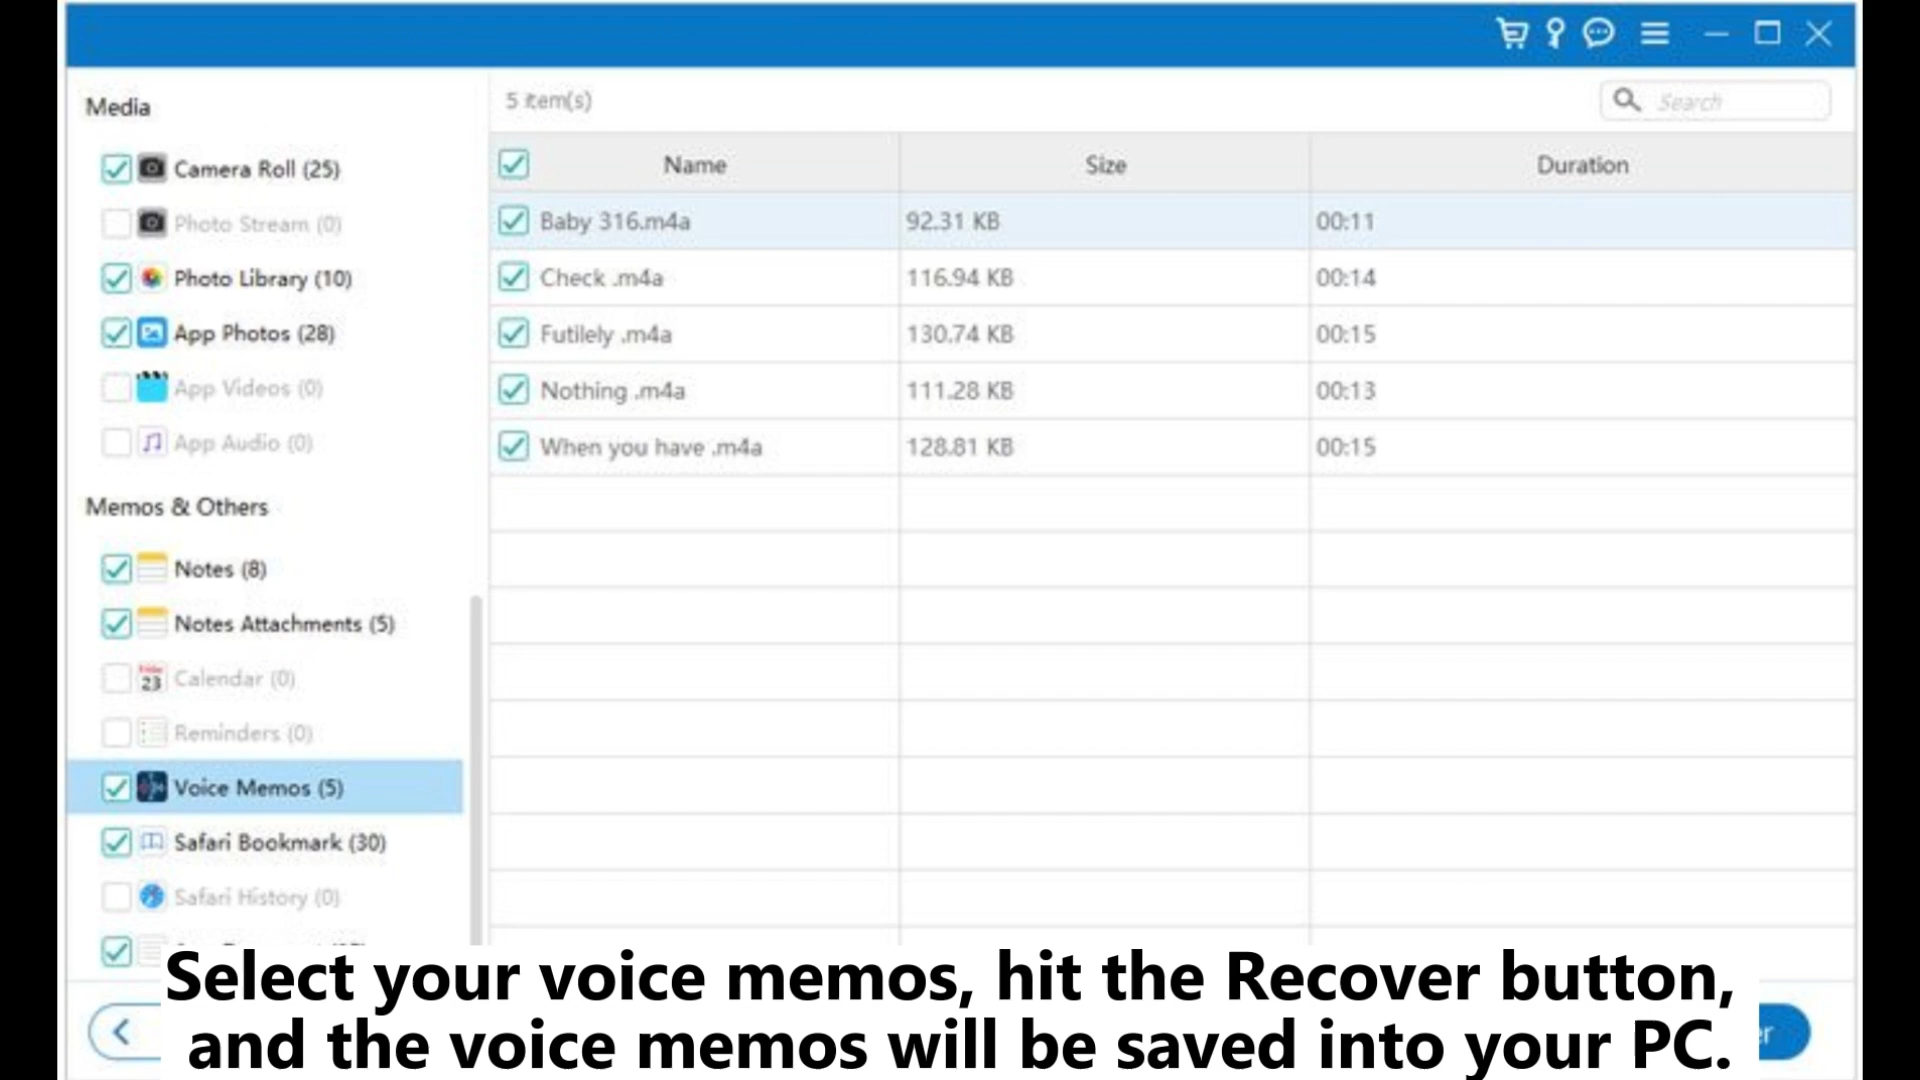 Media
5 item(s)
Search
Camera Roll (25)
Photo Stream (0)
Photo Library (10)
App Photos (28)
App Videos (0)
App Audio (0)
Name Size Duration
Baby 316.m4a 92.31 KB 00:11
Check .m4a 116.94 KB 00:14
Futilely .m4a 130.74 KB 00:15
Nothing .m4a 111.28 KB 00:13
When you have .m4a 128.81 KB 00:15
Memos & Others
Notes (8)
Notes Attachments (5)
23 Calendar (0)
Reminders (0)
Voice Memos (5)
Safari Bookmark (30)
Safari History (0)
Select your voice memos, hit the Recover button,
and the voice memos will be saved into your PC.